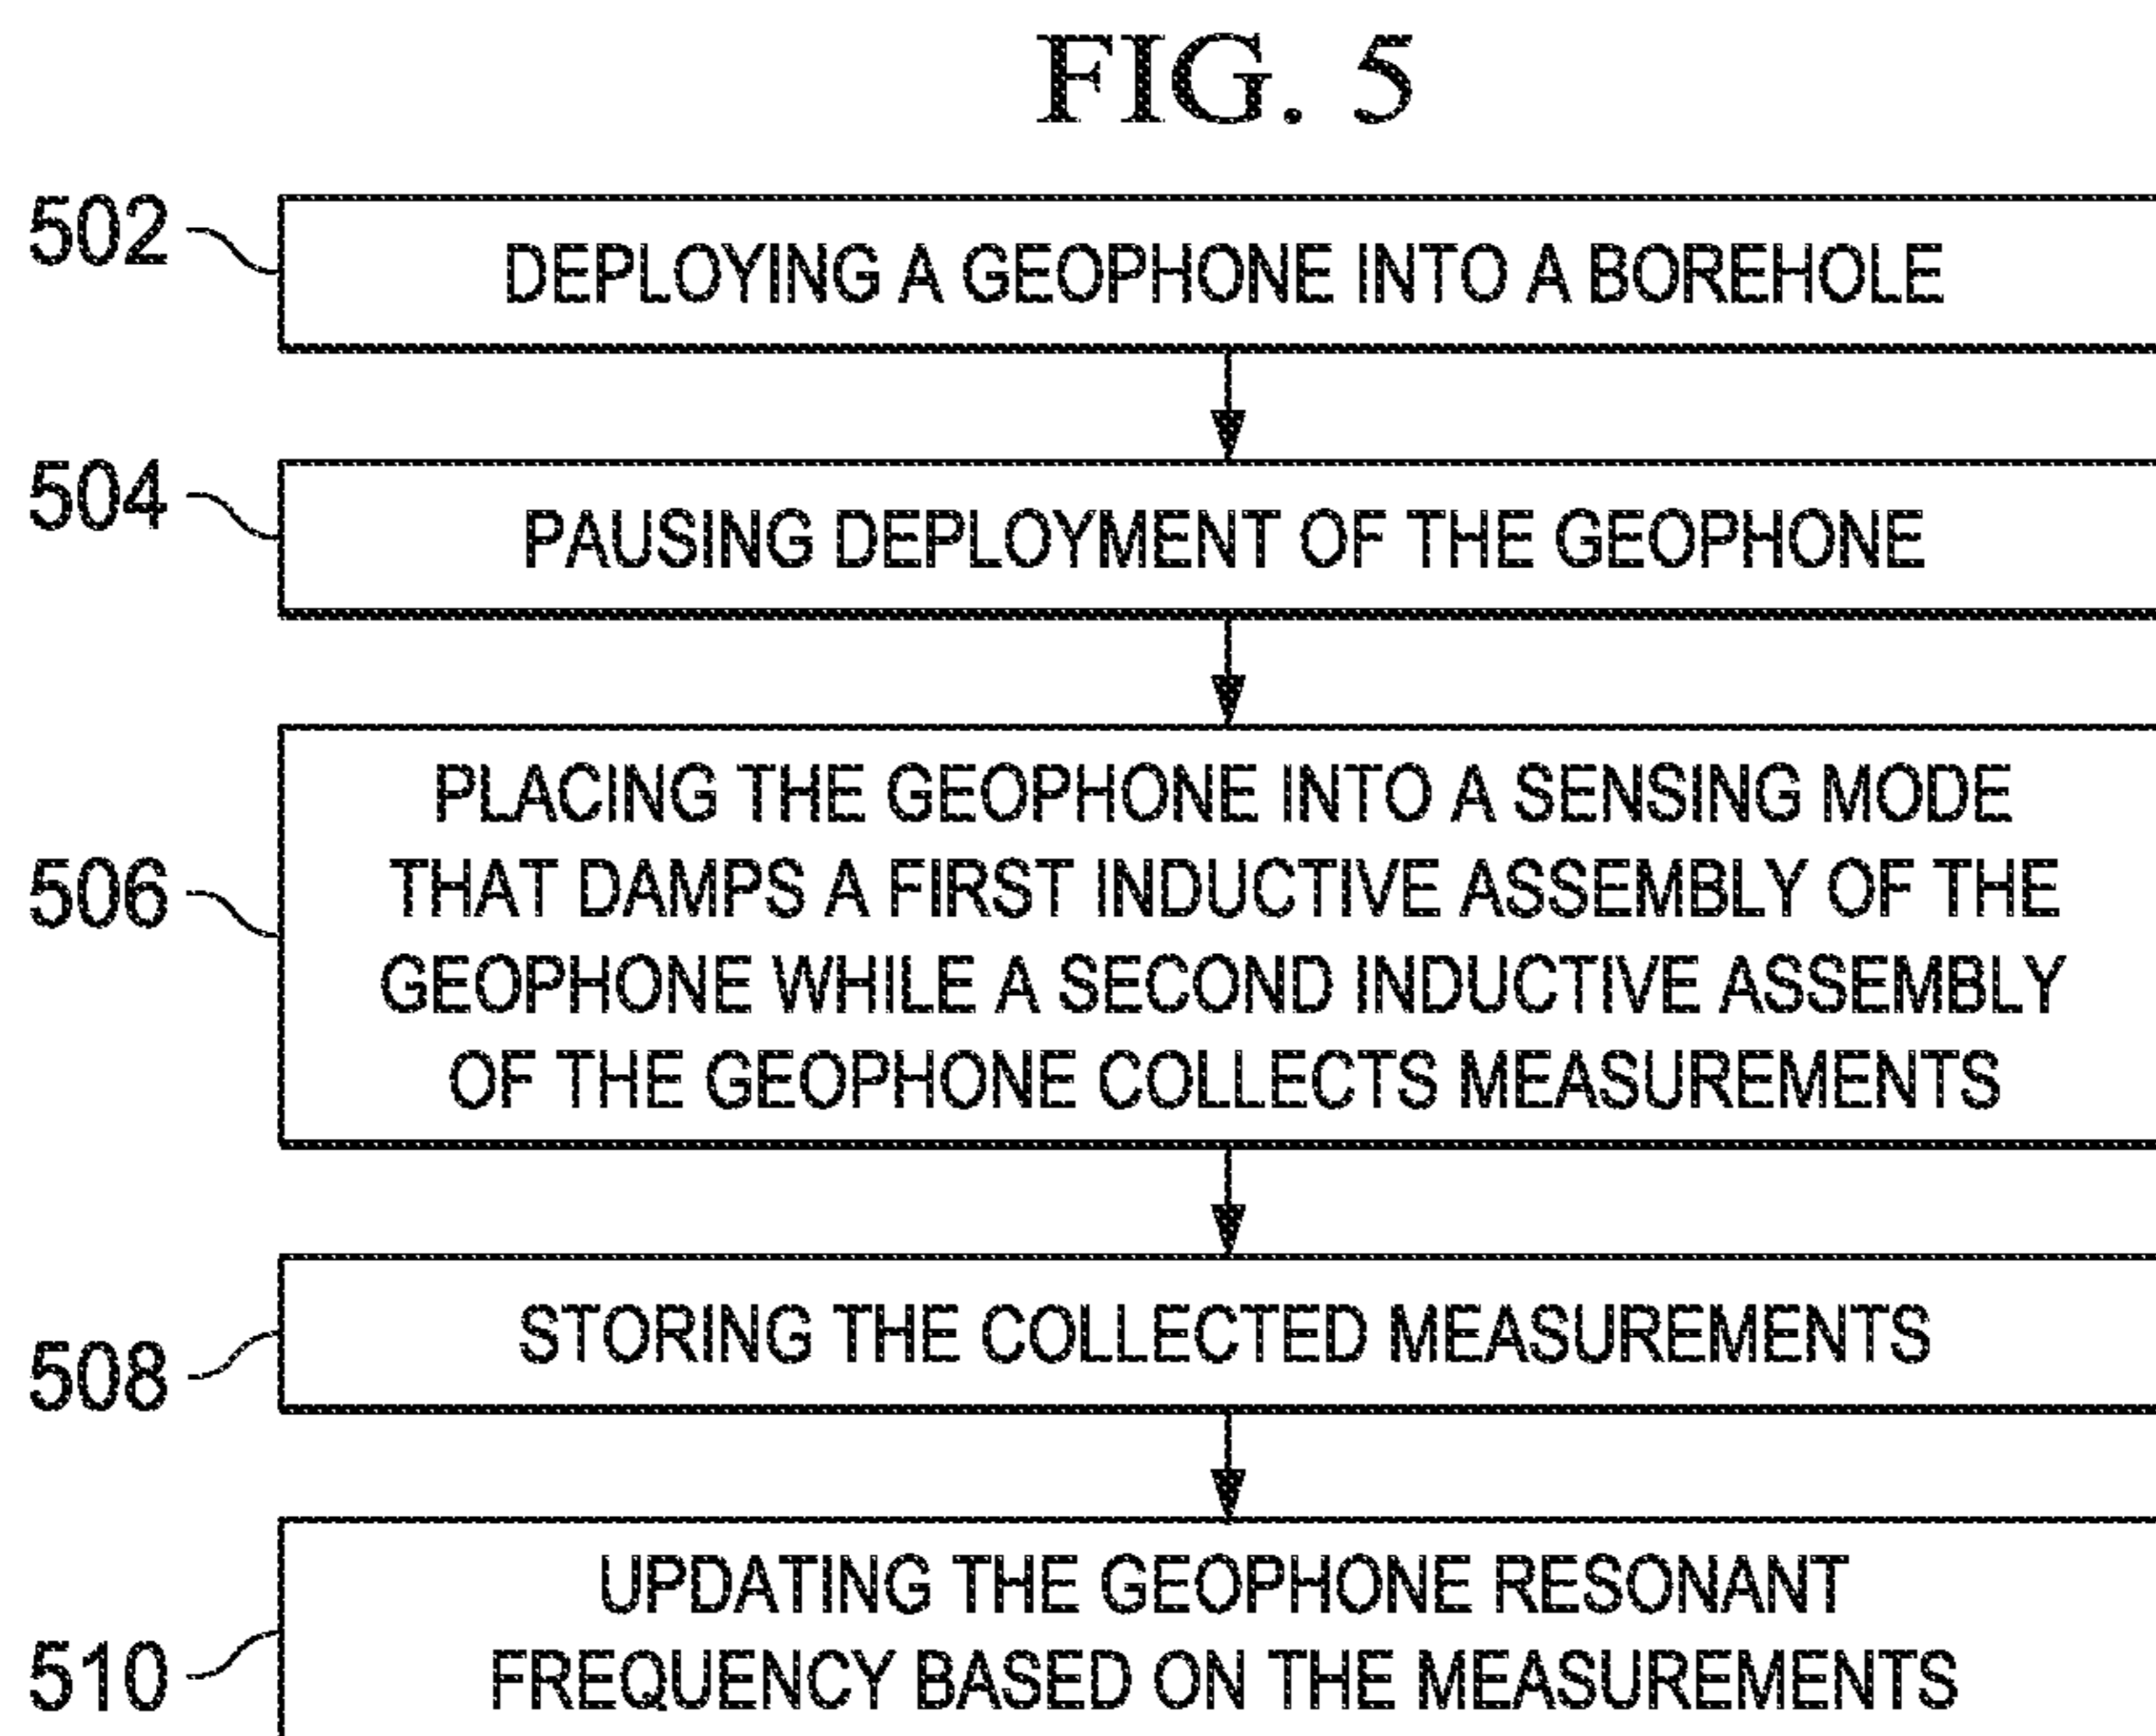 FIG. 5
502
DEPLOYING A GEOPHONE INTO A BOREHOLE
504
PAUSING DEPLOYMENT OF THE GEOPHONE
506
PLACING THE GEOPHONE INTO A SENSING MODE
THAT DAMPS A FIRST INDUCTIVE ASSEMBLY OF THE
GEOPHONE WHILE A SECOND INDUCTIVE ASSEMBLY
OF THE GEOPHONE COLLECTS MEASUREMENTS
508
STORING THE COLLECTED MEASUREMENTS
510
UPDATING THE GEOPHONE RESONANT
FREQUENCY BASED ON THE MEASUREMENTS